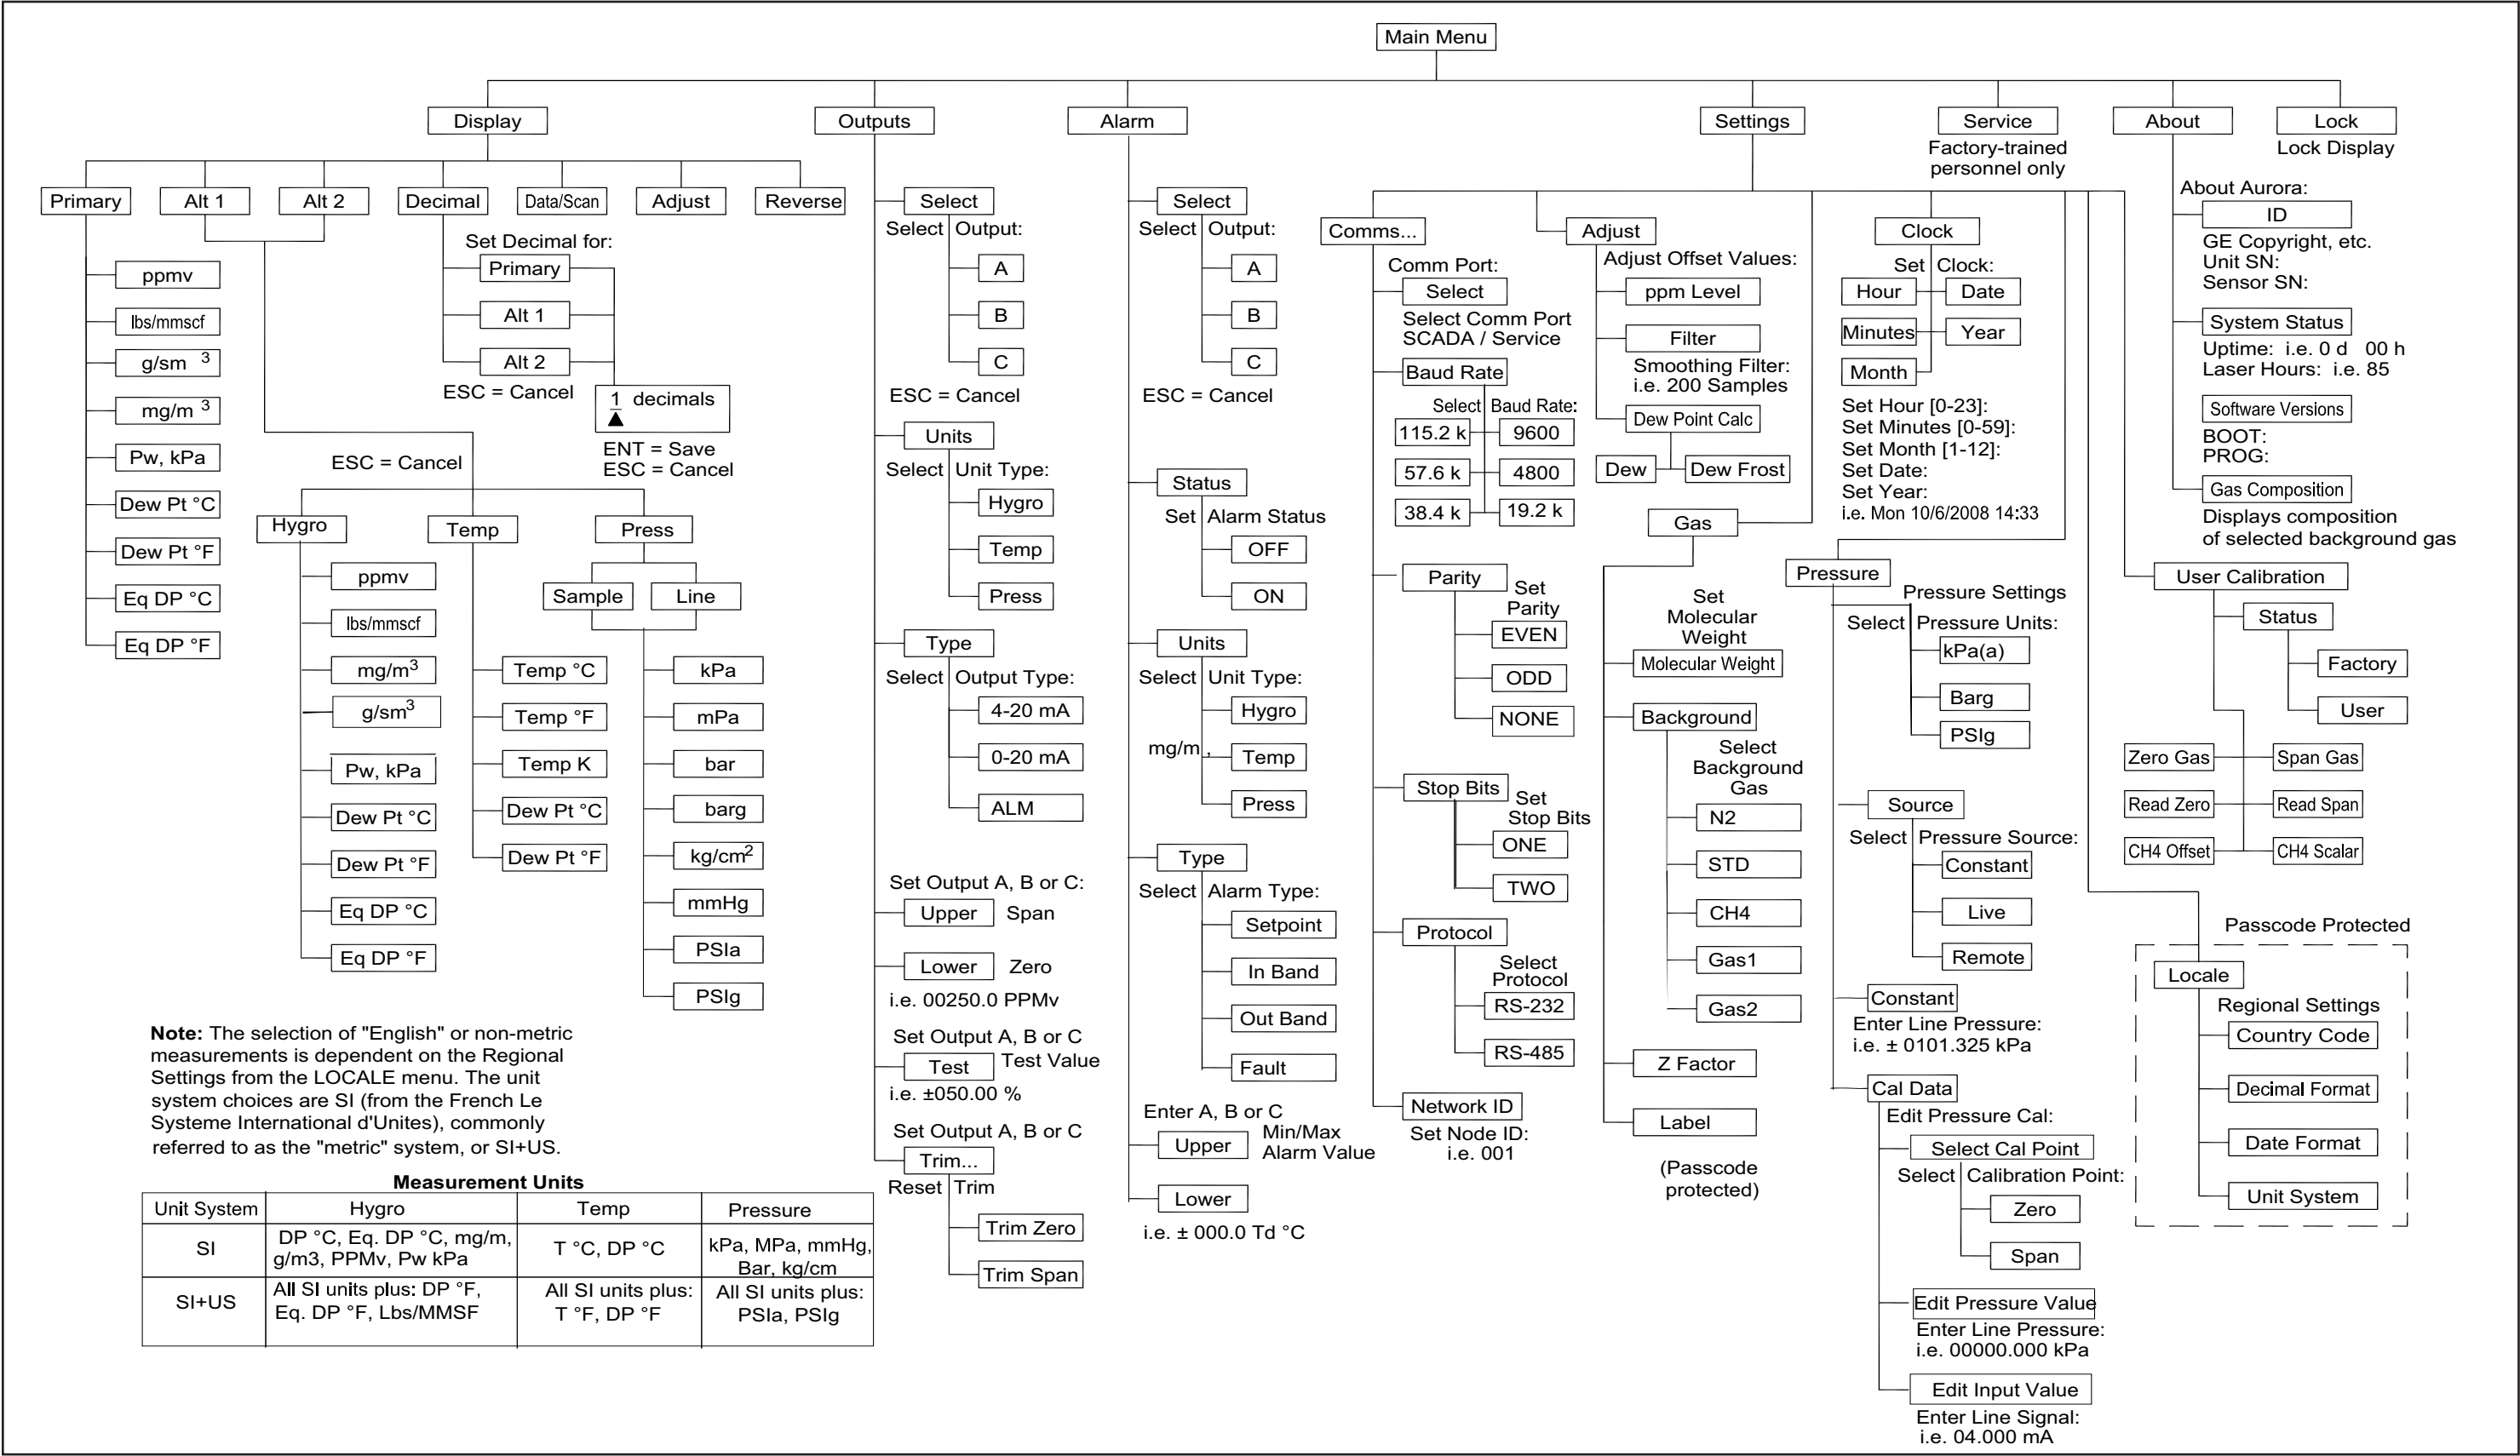 Main Menu
Display
Outputs
Alarm
Settings
Service
Factory-trained
personnel only
About
Lock
Lock Display
Primary
Alt 1
Alt 2
Decimal
Data/Scan
Adjust
Reverse
ppmv
lbs/mmscf
g/sm 3
mg/m 3
Pw, kPa
Dew Pt °C
Dew Pt °F
Eq DP °C
Eq DP °F
Set Decimal for:
Primary
Alt 1
Alt 2
ESC = Cancel
1 decimals
▲
ENT = Save
ESC = Cancel
ESC = Cancel
Hygro
Temp
Press
ppmv
lbs/mmscf
mg/m3
g/sm3
Pw, kPa
Dew Pt °C
Dew Pt °F
Eq DP °C
Eq DP °F
Temp °C
Temp °F
Temp K
Dew Pt °C
Dew Pt °F
Sample
Line
kPa
mPa
bar
barg
kg/cm2
mmHg
PSIa
PSIg
Note: The selection of "English" or non-metric
measurements is dependent on the Regional
Settings from the LOCALE menu. The unit
system choices are SI (from the French Le
Systeme International d'Unites), commonly
referred to as the "metric" system, or SI+US.
Measurement Units
Unit System
Hygro
Temp
Pressure
SI
DP °C, Eq. DP °C, mg/m,
g/m3, PPMv, Pw kPa
T °C, DP °C
kPa, MPa, mmHg,
Bar, kg/cm
SI+US
All SI units plus: DP °F,
Eq. DP °F, Lbs/MMSF
All SI units plus:
T °F, DP °F
All SI units plus:
PSIa, PSIg
Select
Select Output:
A
B
C
ESC = Cancel
Units
Select Unit Type:
Hygro
Temp
Press
Type
Select Output Type:
4-20 mA
0-20 mA
ALM
Set Output A, B or C:
Upper Span
Lower Zero
i.e. 00250.0 PPMv
Set Output A, B or C
Test Test Value
i.e. ±050.00 %
Set Output A, B or C
Trim...
Reset Trim
Trim Zero
Trim Span
Select
Select Output:
A
B
C
ESC = Cancel
Status
Set Alarm Status
OFF
ON
Units
Select Unit Type:
Hygro
mg/m ,
Temp
Press
Type
Select Alarm Type:
Setpoint
In Band
Out Band
Fault
Enter A, B or C
Upper
Min/Max
Alarm Value
Lower
i.e. ± 000.0 Td °C
Comms...
Comm Port:
Select
Select Comm Port
SCADA / Service
Baud Rate
Select Baud Rate:
115.2 k
9600
57.6 k
4800
38.4 k
19.2 k
Parity
Set
Parity
EVEN
ODD
NONE
Stop Bits
Set
Stop Bits
ONE
TWO
Protocol
Select
Protocol
RS-232
RS-485
Network ID
Set Node ID:
i.e. 001
Adjust
Adjust Offset Values:
ppm Level
Filter
Smoothing Filter:
i.e. 200 Samples
Dew Point Calc
Dew
Dew Frost
Gas
Set
Molecular
Weight
Molecular Weight
Background
Select
Background
Gas
N2
STD
CH4
Gas1
Gas2
Z Factor
Label
(Passcode
protected)
Clock
Set Clock:
Hour
Date
Minutes
Year
Month
Set Hour [0-23]:
Set Minutes [0-59]:
Set Month [1-12]:
Set Date:
Set Year:
i.e. Mon 10/6/2008 14:33
Pressure
Pressure Settings
Select Pressure Units:
kPa(a)
Barg
PSIg
Source
Select Pressure Source:
Constant
Live
Remote
Constant
Enter Line Pressure:
i.e. ± 0101.325 kPa
Cal Data
Edit Pressure Cal:
Select Cal Point
Select Calibration Point:
Zero
Span
Edit Pressure Value
Enter Line Pressure:
i.e. 00000.000 kPa
Edit Input Value
Enter Line Signal:
i.e. 04.000 mA
About Aurora:
ID
GE Copyright, etc.
Unit SN:
Sensor SN:
System Status
Uptime: i.e. 0 d 00 h
Laser Hours: i.e. 85
Software Versions
BOOT:
PROG:
Gas Composition
Displays composition
of selected background gas
User Calibration
Status
Factory
User
Zero Gas
Span Gas
Read Zero
Read Span
CH4 Offset
CH4 Scalar
Passcode Protected
Locale
Regional Settings
Country Code
Decimal Format
Date Format
Unit System